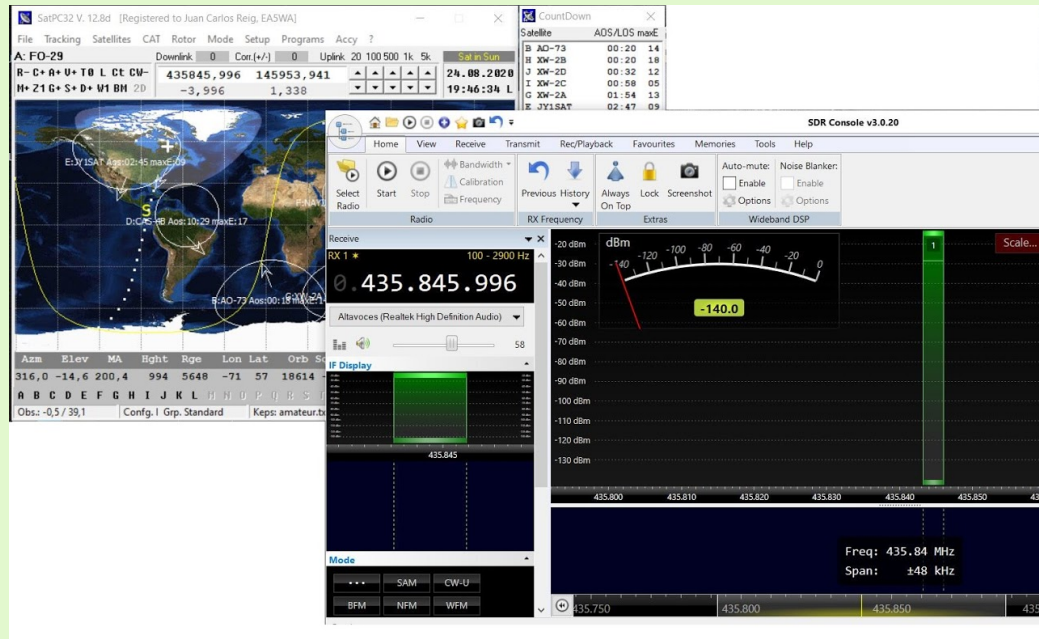 SatPC32 V. 12.8d [Registered to Juan Carlos Reig, EA5WA]
File Tracking Satellites CAT Rotor Mode Setup Programs Accy ?
A: FO-29 Downlink 0 Corr.(+/-) 0 Uplink 20 100 500 1k 5k Sat in Sun
R- C+ A+ V+ T0 L Ct CW- 435845,996 145953,941 24.08.2020
M+ Z1 G+ S+ D+ W1 BM 2D -3,996 1,338 19:46:34 L
E:JY1SAT Aos:02:45 maxE:09
S
D:CAS-4B Aos:10:29 maxE:17
B:AO-73 Aos:00:18
Azm Elev MA Hght Rge Lon Lat Orb
316,0 -14,6 200,4 994 5648 -71 57 18614
A B C D E F G H I J K L M N O P Q R S
Obs.: -0,5 / 39,1 Confg. I Grp. Standard Keps: amateur.tx
CountDown
Satellite AOS/LOS maxE
B AO-73 00:20 14
H XW-2B 00:20 18
J XW-2D 00:32 12
I XW-2C 00:58 05
G XW-2A 01:54 13
E JY1SAT 02:47 09
SDR Console v3.0.20
Home View Receive Transmit Rec/Playback Favourites Memories Tools Help
Select Radio
Start
Stop
Bandwidth
Calibration
Frequency
Previous
History
Always On Top
Lock
Screenshot
Auto-mute:
Enable
Options
Noise Blanker:
Enable
Options
Radio RX Frequency Extras Wideband DSP
Receive
RX 1 100 - 2900 Hz
0.435.845.996
Altavoces (Realtek High Definition Audio)
58
IF Display
435.845
Mode
... SAM CW-U
BFM NFM WFM
dBm
-140 -120 -100 -80 -60 -40 -20 0
-140.0
1
Scale...
-20 dBm
-30 dBm
-40 dBm
-50 dBm
-60 dBm
-70 dBm
-80 dBm
-90 dBm
-100 dBm
-110 dBm
-120 dBm
-130 dBm
435.800 435.810 435.820 435.830 435.840 435.850
Freq: 435.84 MHz
Span: ±48 kHz
435.750 435.800 435.850